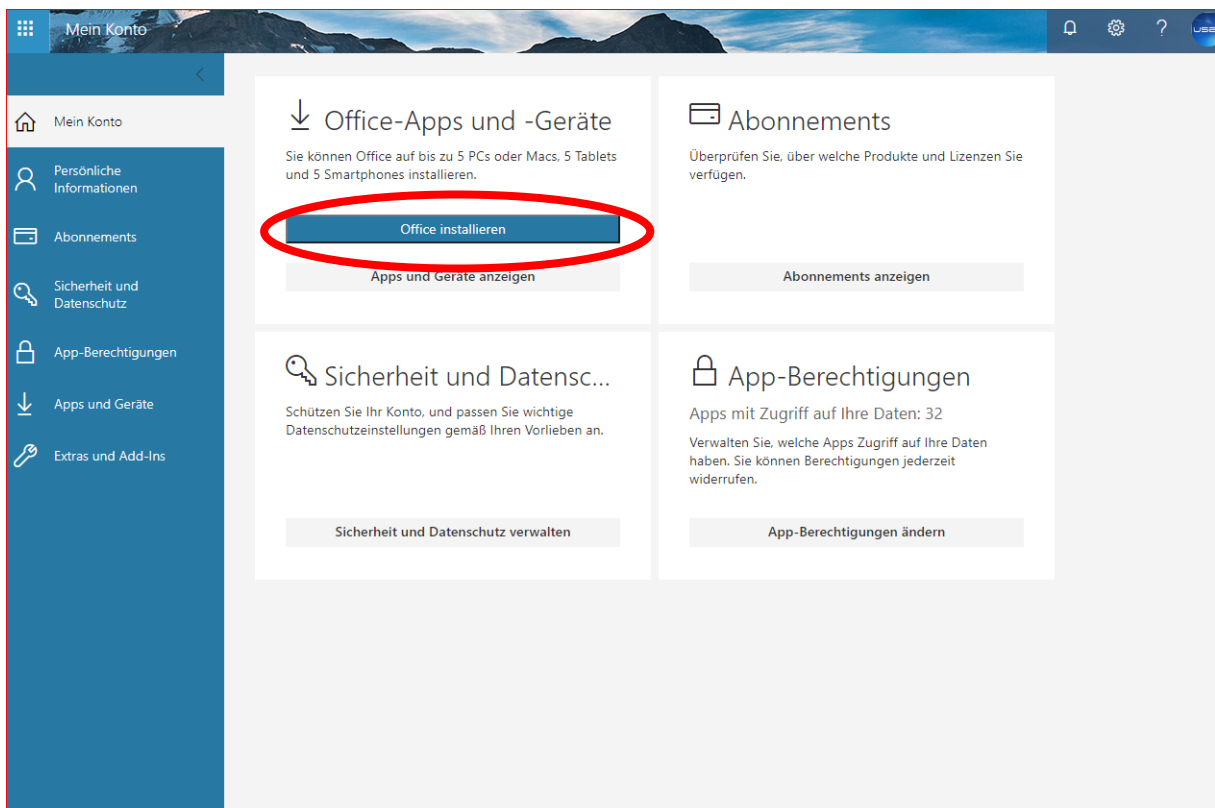 Mein Konto
?
USE
Mein Konto
Persönliche
Informationen
Abonnements
Sicherheit und
Datenschutz
App-Berechtigungen
Apps und Geräte
Extras und Add-Ins
Office-Apps und -Geräte
Sie können Office auf bis zu 5 PCs oder Macs, 5 Tablets
und 5 Smartphones installieren.
Office installieren
Apps und Geräte anzeigen
Abonnements
Überprüfen Sie, über welche Produkte und Lizenzen Sie
verfügen.
Abonnements anzeigen
Sicherheit und Datensc...
Schützen Sie Ihr Konto, und passen Sie wichtige
Datenschutzeinstellungen gemäß Ihren Vorlieben an.
Sicherheit und Datenschutz verwalten
App-Berechtigungen
Apps mit Zugriff auf Ihre Daten: 32
Verwalten Sie, welche Apps Zugriff auf Ihre Daten
haben. Sie können Berechtigungen jederzeit
widerrufen.
App-Berechtigungen ändern